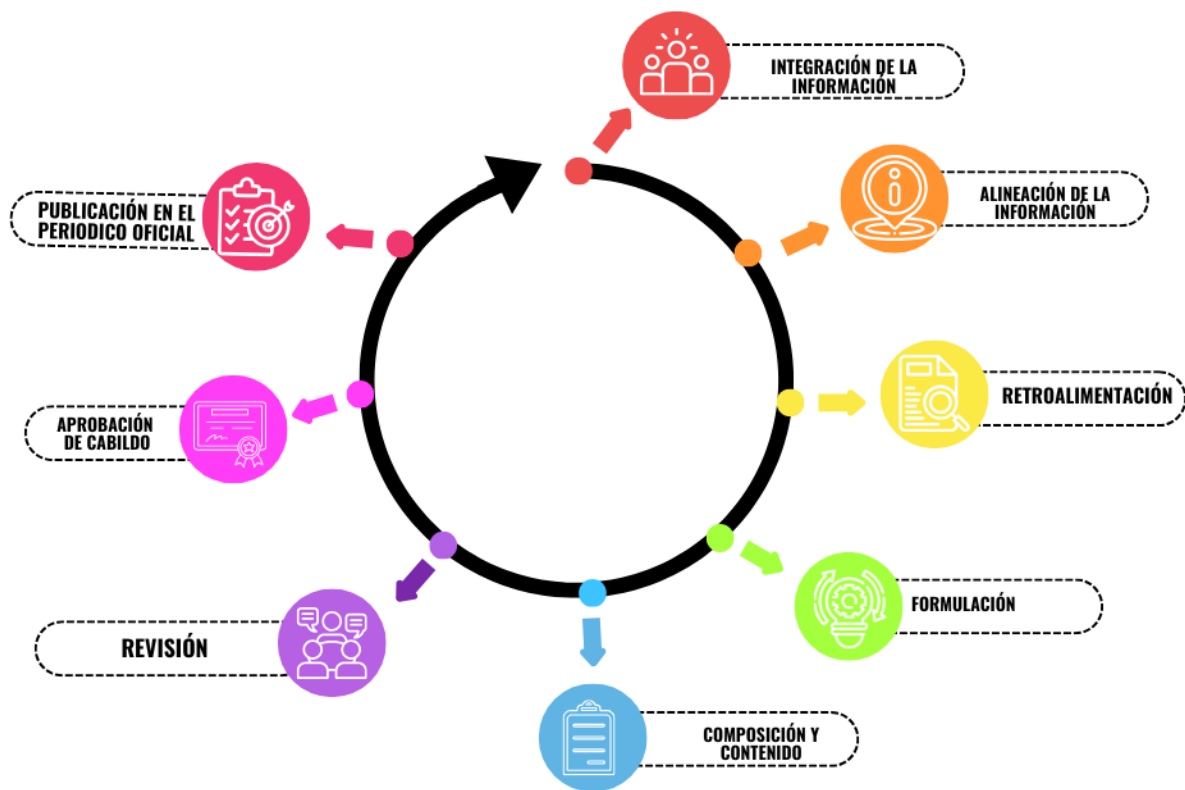 INTEGRACIÓN DE LA
INFORMACIÓN
ALINEACIÓN DE LA
INFORMACIÓN
RETROALIMENTACIÓN
FORMULACIÓN
COMPOSICIÓN Y
CONTENIDO
REVISIÓN
APROBACIÓN
DE CABILDO
PUBLICACIÓN EN EL
PERIODICO OFICIAL